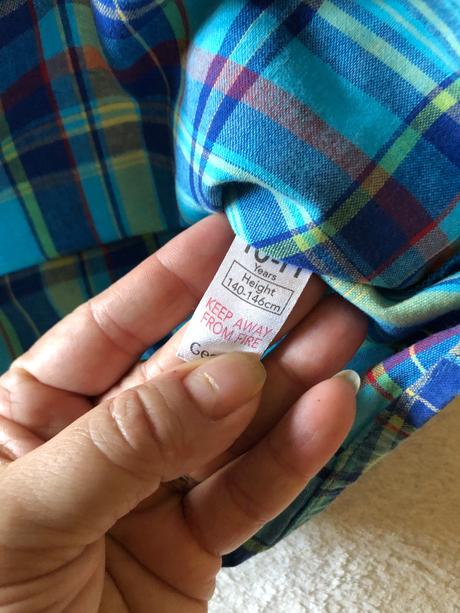 10-11
Years
Height
140-146cm
KEEP AWAY
FROM FIRE